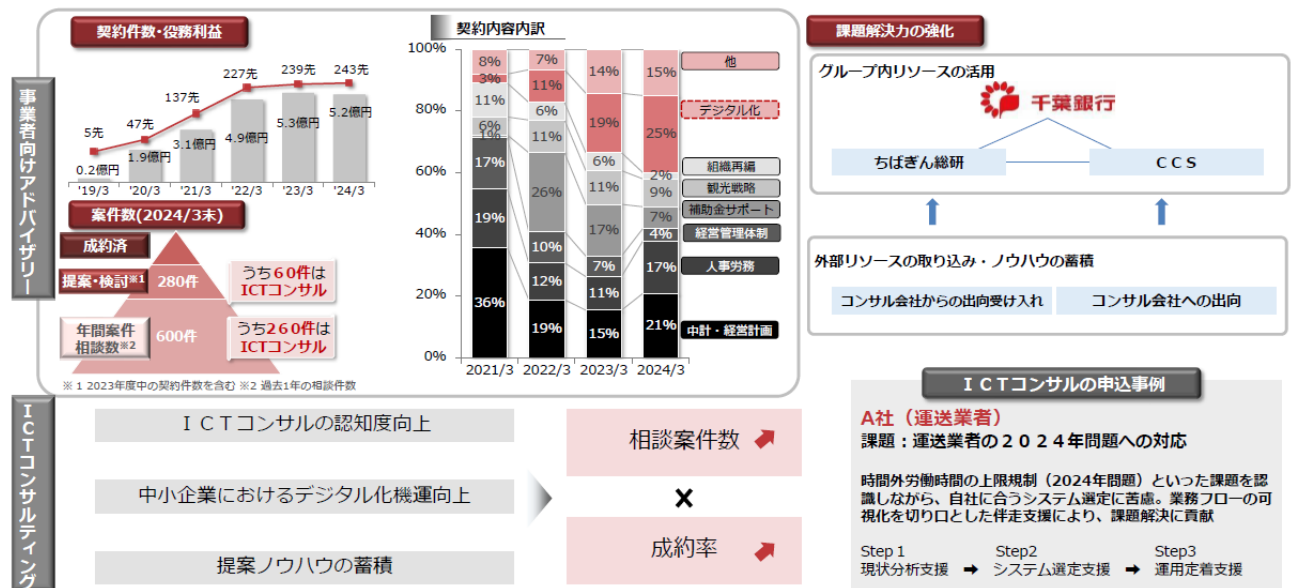 事業者向けアドバイザリー
契約件数・役務利益
5先
47先
137先
227先
239先
243先
0.2億円
1.9億円
3.1億円
4.9億円
5.3億円
5.2億円
'19/3
'20/3
'21/3
'22/3
'23/3
'24/3
案件数(2024/3末)
成約済
提案・検討※1
280件
うち60件は
ICTコンサル
年間案件
相談数※2
600件
うち260件は
ICTコンサル
※１2023年度中の契約件数を含む ※２ 過去1年の相談件数
契約内容内訳
100%
80%
60%
40%
20%
0%
8%
3%
11%
6%
1%
17%
19%
36%
7%
11%
6%
11%
26%
10%
12%
19%
14%
19%
6%
11%
17%
7%
11%
15%
15%
25%
2%
9%
7%
4%
17%
21%
2021/3
2022/3
2023/3
2024/3
他
デジタル化
組織再編
観光戦略
補助金サポート
経営管理体制
人事労務
中計・経営計画
課題解決力の強化
グループ内リソースの活用
千葉銀行
ちばぎん総研
ＣＣＳ
外部リソースの取り込み・ノウハウの蓄積
コンサル会社からの出向受け入れ
コンサル会社への出向
ICTコンサルティング
ＩＣＴコンサルの認知度向上
中小企業におけるデジタル化機運向上
提案ノウハウの蓄積
相談案件数
×
成約率
ＩＣＴコンサルの申込事例
A社（運送業者）
課題：運送業者の２０２４年問題への対応
時間外労働時間の上限規制（2024年問題）といった課題を認
識しながら、自社に合うシステム選定に苦慮。業務フローの可
視化を切り口とした伴走支援により、課題解決に貢献
Step 1
Step2
Step3
現状分析支援 ➡ システム選定支援 ➡ 運用定着支援